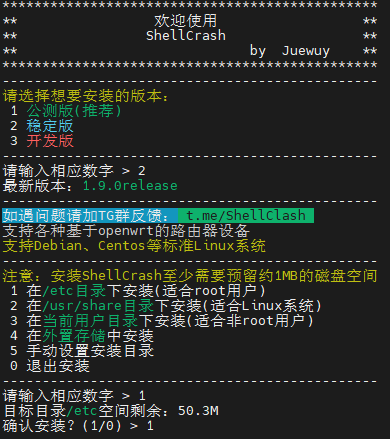 ***********************************************
**                 欢迎使用                  **
**                ShellCrash                 **
**                             by  Juewuy    **
***********************************************
-----------------------------------------------
请选择想要安装的版本：
 1 公测版(推荐)
 2 稳定版
 3 开发版
-----------------------------------------------
请输入相应数字 > 2
最新版本：1.9.0release
-----------------------------------------------
如遇问题请加TG群反馈： t.me/ShellClash
支持各种基于openwrt的路由器设备
支持Debian、Centos等标准Linux系统
-----------------------------------------------
注意：安装ShellCrash至少需要预留约1MB的磁盘空间
 1 在/etc目录下安装(适合root用户)
 2 在/usr/share目录下安装(适合Linux系统)
 3 在当前用户目录下安装(适合非root用户)
 4 在外置存储中安装
 5 手动设置安装目录
 0 退出安装
-----------------------------------------------
请输入相应数字 > 1
目标目录/etc空间剩余：50.3M
确认安装？(1/0) > 1